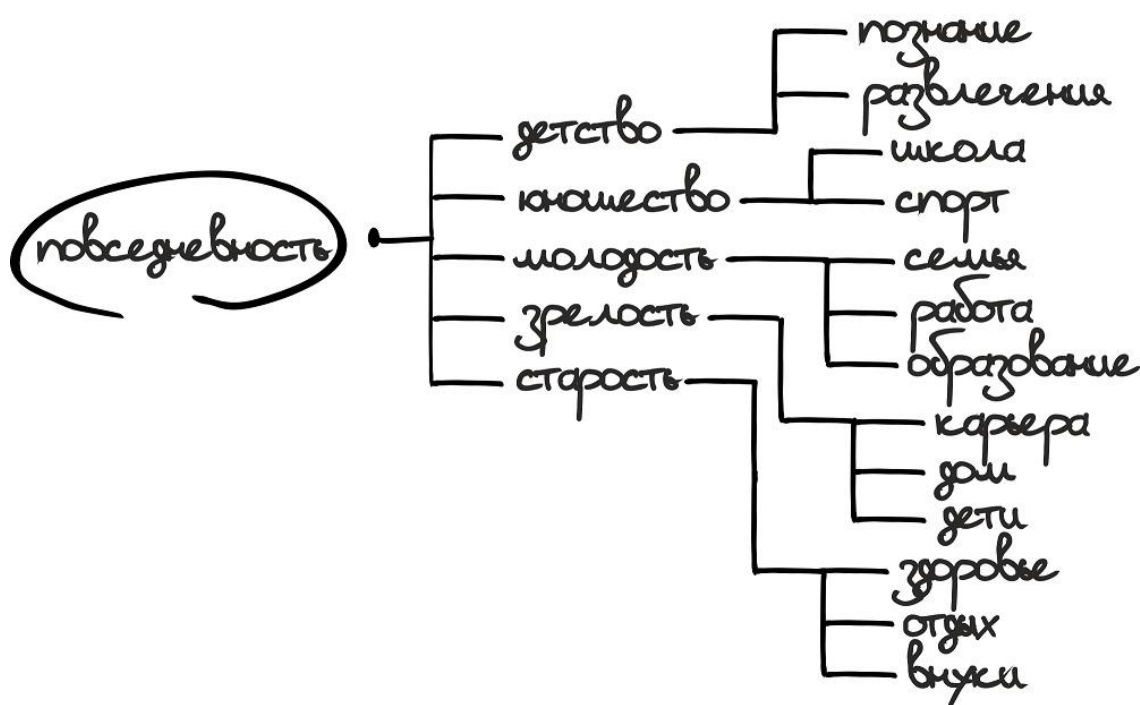 повседневность
детство
познание
развлечения
юношество
школа
спорт
молодость
семья
работа
образование
зрелость
карьера
дом
дети
старость
здоровье
отдых
внуки